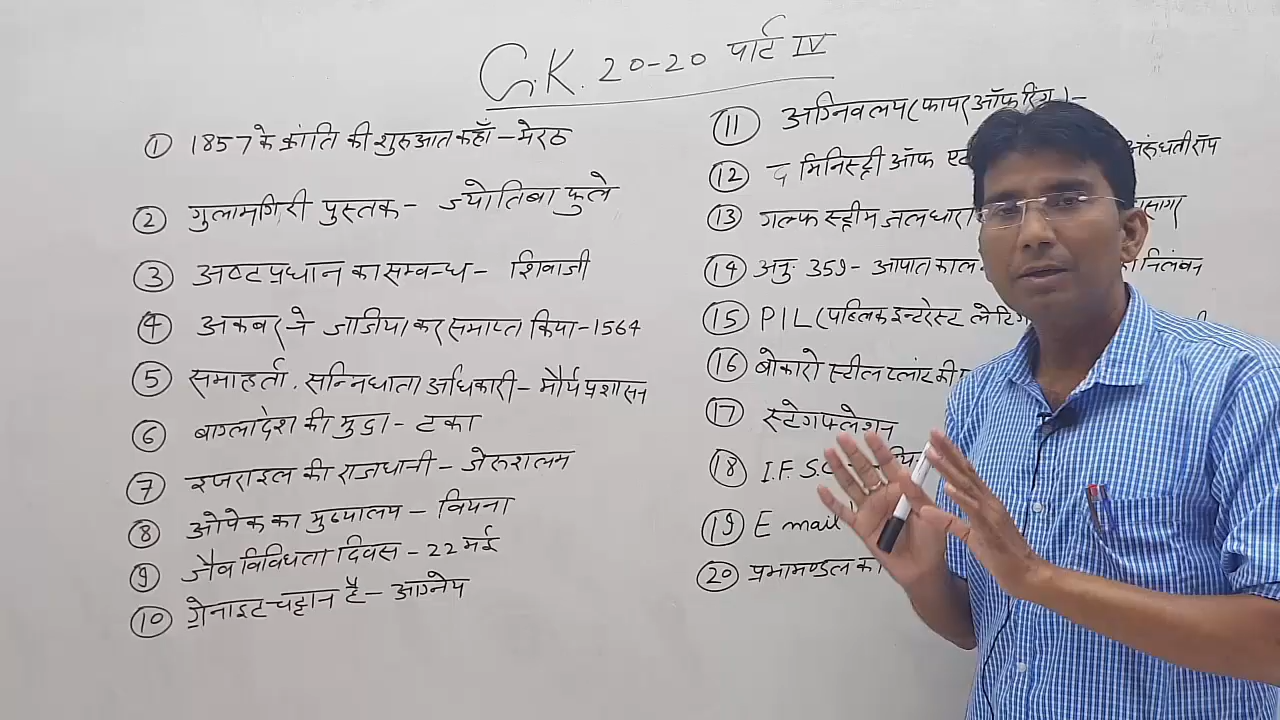 G.K. 20-20 पार्ट IV
① 1857 के क्रांति की शुरुआत कहाँ - मेरठ
② गुलामगिरी पुस्तक - ज्योतिबा फुले
③ अष्टप्रधान का सम्बन्ध - शिवाजी
④ अकबर ने जाजिया कर समाप्त किया - 1564
⑤ समाहर्ता, सन्निधाता अधिकारी - मौर्य प्रशासन
⑥ बांग्लादेश की मुद्रा - टका
⑦ इजराइल की राजधानी - जेरुशलम
⑧ ओपेक का मुख्यालय - वियना
⑨ जैव विविधता दिवस - 22 मई
⑩ ग्रेनाइट चट्टान है - आग्नेय
⑪ अग्निवलय (फायर ऑफ रिंग) -
⑫ द मिनिस्ट्री ऑफ अरुंधती रॉय
⑬ गल्फ स्ट्रीम जलधारा
⑭ अनु. 359 - आपात काल - निलंबन
⑮ PIL (पब्लिक इन्टरेस्ट
⑯ बोकारो स्टील प्लांट की
⑰ स्टेगफ्लेशन
⑱ I.F.S.C
⑲ E mail
⑳ प्रभामण्डल का